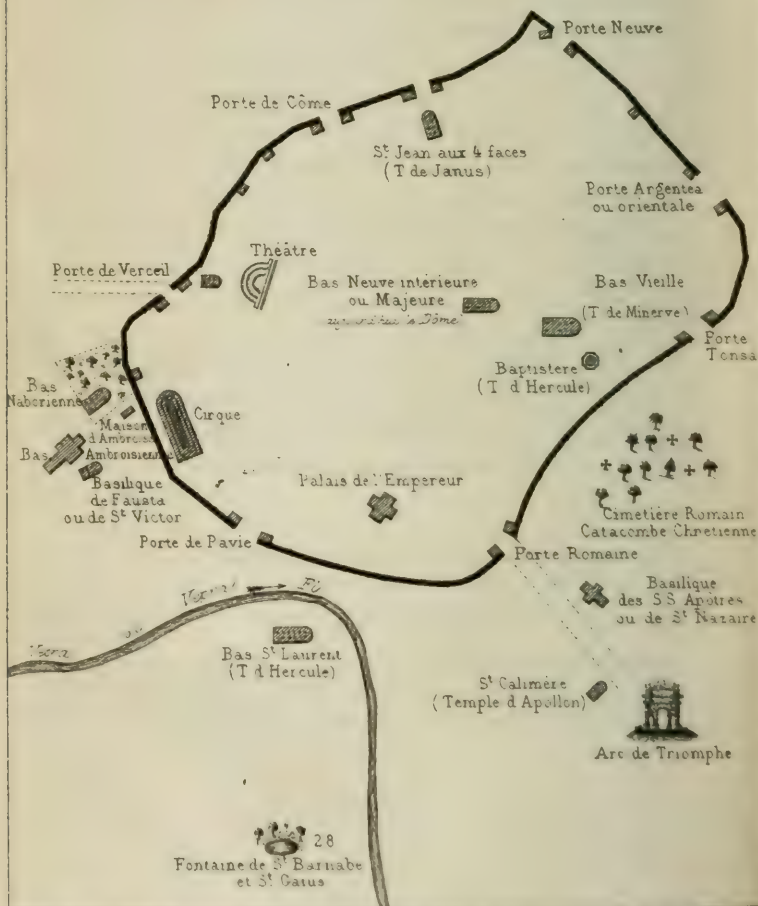 Porte Neuve
Porte de Côme
St Jean aux 4 faces
(T de Janus)
Porte Argentea
ou orientale
Théâtre
Porte de Verceil
Bas Neuve intérieure
ou Majeure
Bas Vieille
(T de Minerve)
Porte
Tonsa
Baptistere
(T d Hercule)
Bas
Naborienne
Cirque
Maison
d'Ambroise
Bas Ambroisienne
Basilique
de Fausta
ou de St Victor
Palais de l'Empereur
Cimetière Romain
Catacombe Chretienne
Porte de Pavie
Porte Romaine
Basilique
des SS Apôtres
ou de St Nazaire
Bas St Laurent
(T d Hercule)
St Calimère
(Temple d Apollon)
Arc de Triomphe
28
Fontaine de St Barnabe
et St Gaius